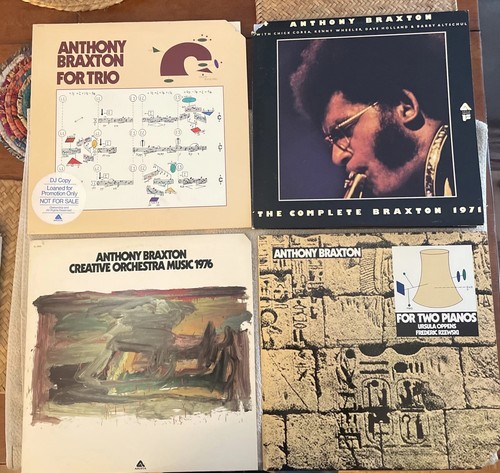 ANTHONY
BRAXTON
FOR TRIO
DJ Copy
Loaned for
Promotion Only
NOT FOR SALE
ANTHONY BRAXTON
WITH CHICK COREA, KENNY WHEELER, DAVE HOLLAND & BARRY ALTSCHUL
THE COMPLETE BRAXTON 1971
ANTHONY BRAXTON
CREATIVE ORCHESTRA MUSIC 1976
ANTHONY BRAXTON
FOR TWO PIANOS
URSULA OPPENS
FREDERIC RZEWSKI